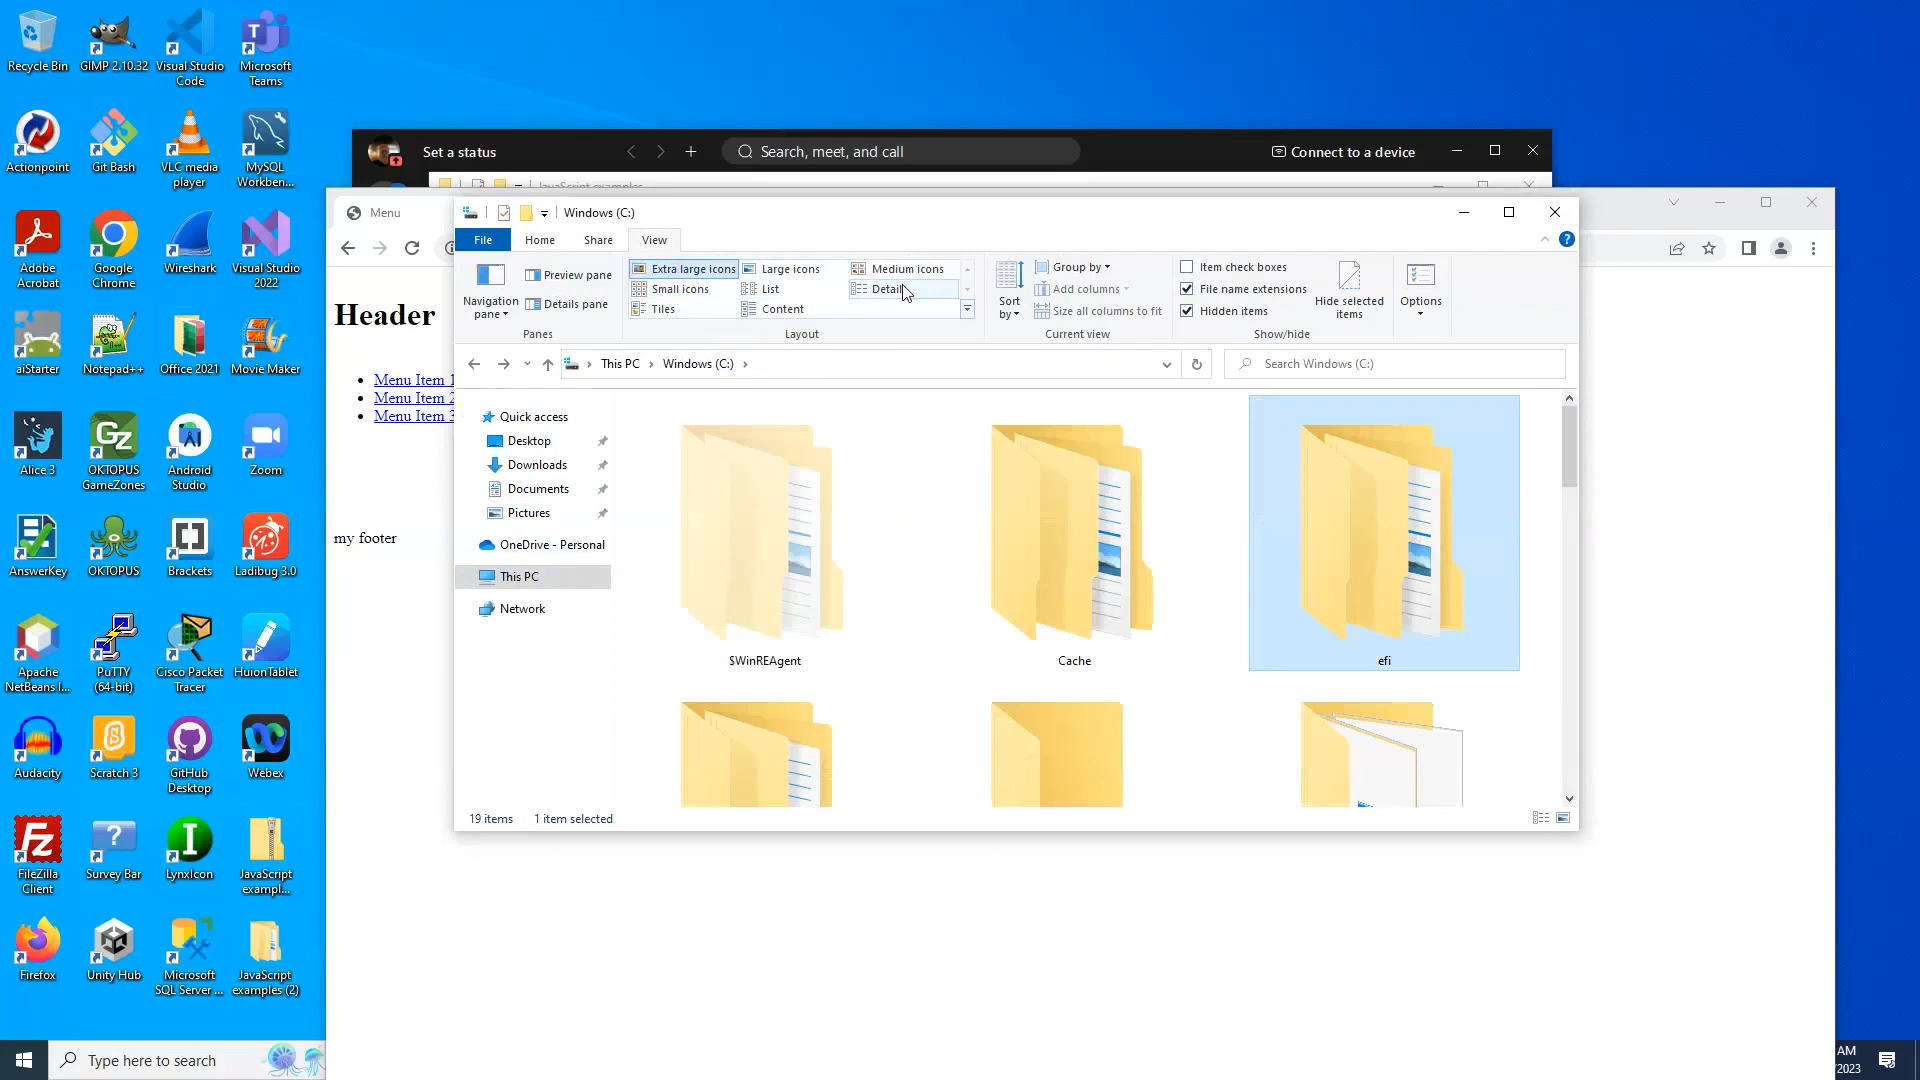 Recycle Bin
GIMP 2.10.32
Visual Studio
Code
Microsoft
Teams
Actionpoint
Git Bash
VLC media
player
MySQL
Workben...
Adobe
Acrobat
Google
Chrome
Wireshark
Visual Studio
2022
aiStarter
Notepad++
Office 2021
Movie Maker
Alice 3
OKTOPUS
GameZones
Android
Studio
Zoom
AnswerKey
OKTOPUS
Brackets
Ladibug 3.0
Apache
NetBeans I...
PuTTY
(64-bit)
Cisco Packet
Tracer
HuionTablet
Audacity
Scratch 3
GitHub
Desktop
Webex
FileZilla
Client
Survey Bar
LynxIcon
JavaScript
exampl...
Firefox
Unity Hub
Microsoft
SQL Server ...
JavaScript
examples (2)
Set a status
Search, meet, and call
Connect to a device
JavaScript examples
Menu
Header
Menu Item 1
Menu Item 2
Menu Item 3
my footer
Windows (C:)
File Home Share View
Navigation
pane
Preview pane
Details pane
Panes
Extra large icons Large icons Medium icons
Small icons List
Tiles Content
Layout
Sort
by
Group by
Add columns
Size all columns to fit
Current view
Item check boxes
File name extensions
Hidden items
Hide selected
items
Show/hide
Options
This PC Windows (C:)
Search Windows (C:)
Quick access
Desktop
Downloads
Documents
Pictures
OneDrive - Personal
This PC
Network
$WinREAgent
Cache
efi
19 items 1 item selected
Type here to search
AM
/2023